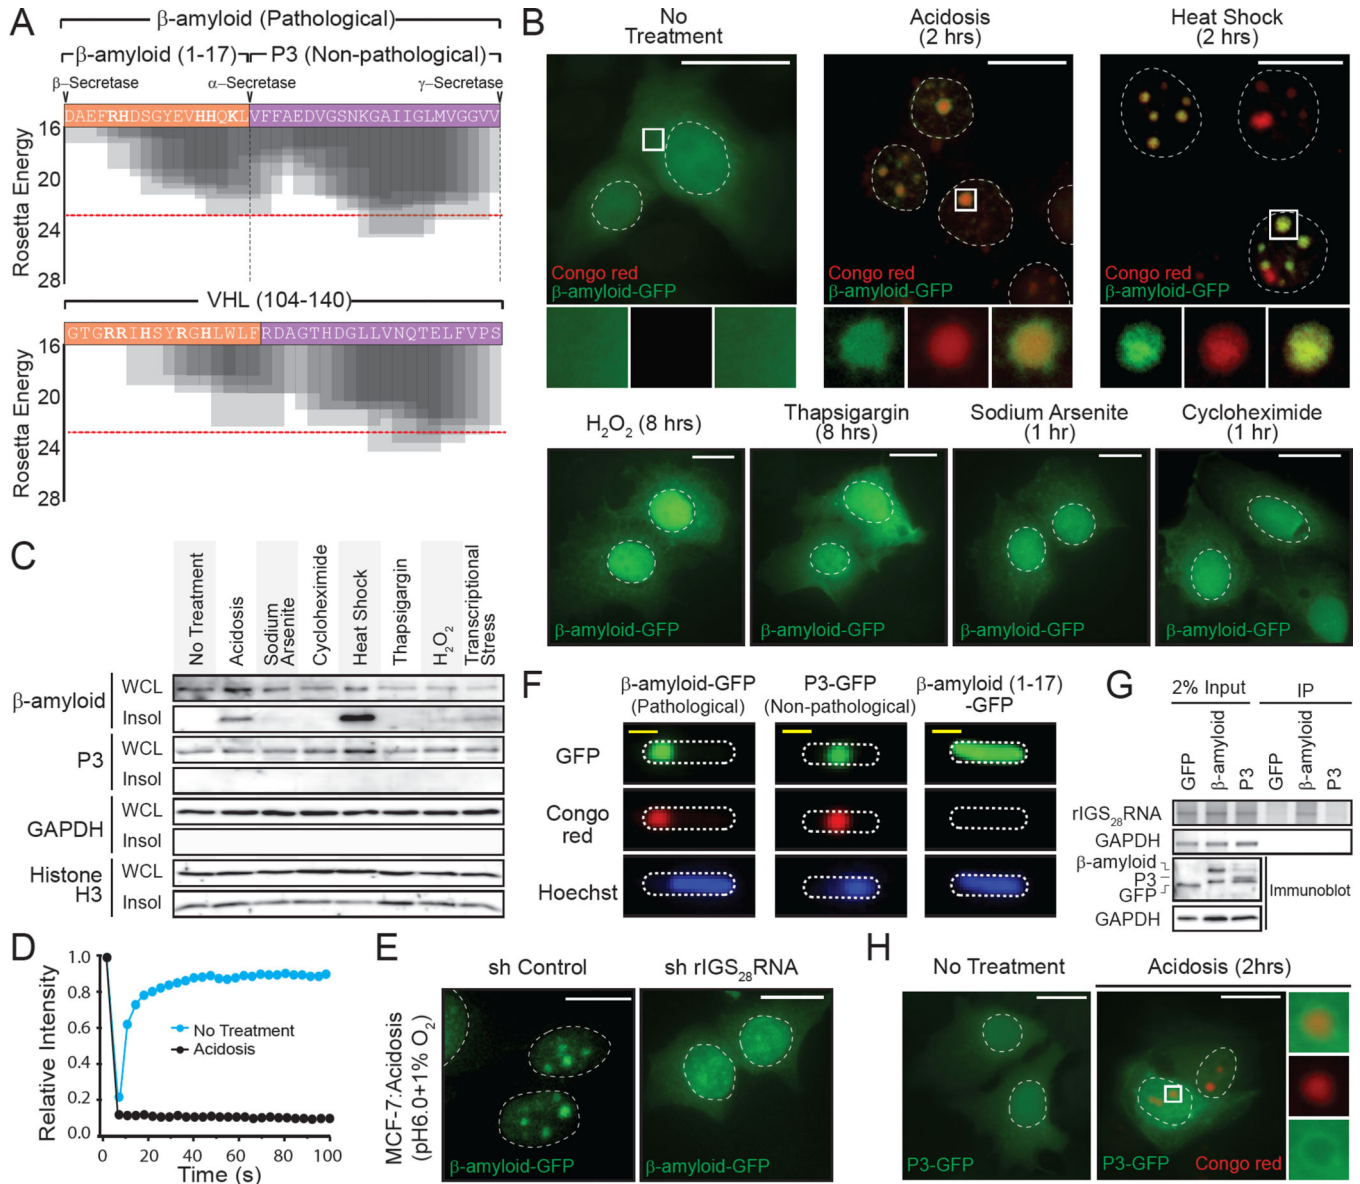 A
β-amyloid (Pathological)
β-amyloid (1-17)
P3 (Non-pathological)
β–Secretase
α–Secretase
γ–Secretase
DAEFRHDSGYEVHHQKLVFFAEDVGSNKGAIIGLMVGGVV
16
20
24
28
Rosetta Energy
VHL (104-140)
GTGRRIHSYRGHLWLFRDAGTHDGLLVNQTELFVPS
16
20
24
28
Rosetta Energy
B
No
Treatment
Acidosis
(2 hrs)
Heat Shock
(2 hrs)
Congo red
β-amyloid-GFP
Congo red
β-amyloid-GFP
Congo red
β-amyloid-GFP
H₂O₂ (8 hrs)
Thapsigargin
(8 hrs)
Sodium Arsenite
(1 hr)
Cycloheximide
(1 hr)
β-amyloid-GFP
β-amyloid-GFP
β-amyloid-GFP
β-amyloid-GFP
C
No Treatment
Acidosis
Sodium
Arsenite
Cycloheximide
Heat Shock
Thapsigargin
H₂O₂
Transcriptional
Stress
β-amyloid
WCL
Insol
P3
WCL
Insol
GAPDH
WCL
Insol
Histone
H3
WCL
Insol
D
Relative Intensity
1.0
0.8
0.6
0.4
0.2
0.0
No Treatment
Acidosis
0
20
40
60
80
100
Time (s)
E
MCF-7:Acidosis
(pH6.0+1% O₂)
sh Control
sh rIGS₂₈RNA
β-amyloid-GFP
β-amyloid-GFP
F
β-amyloid-GFP
(Pathological)
P3-GFP
(Non-pathological)
β-amyloid (1-17)
-GFP
GFP
Congo
red
Hoechst
G
2% Input
IP
GFP
β-amyloid
P3
GFP
β-amyloid
P3
rIGS₂₈RNA
GAPDH
β-amyloid
P3
GFP
GAPDH
Immunoblot
H
No Treatment
Acidosis (2hrs)
P3-GFP
P3-GFP
Congo red